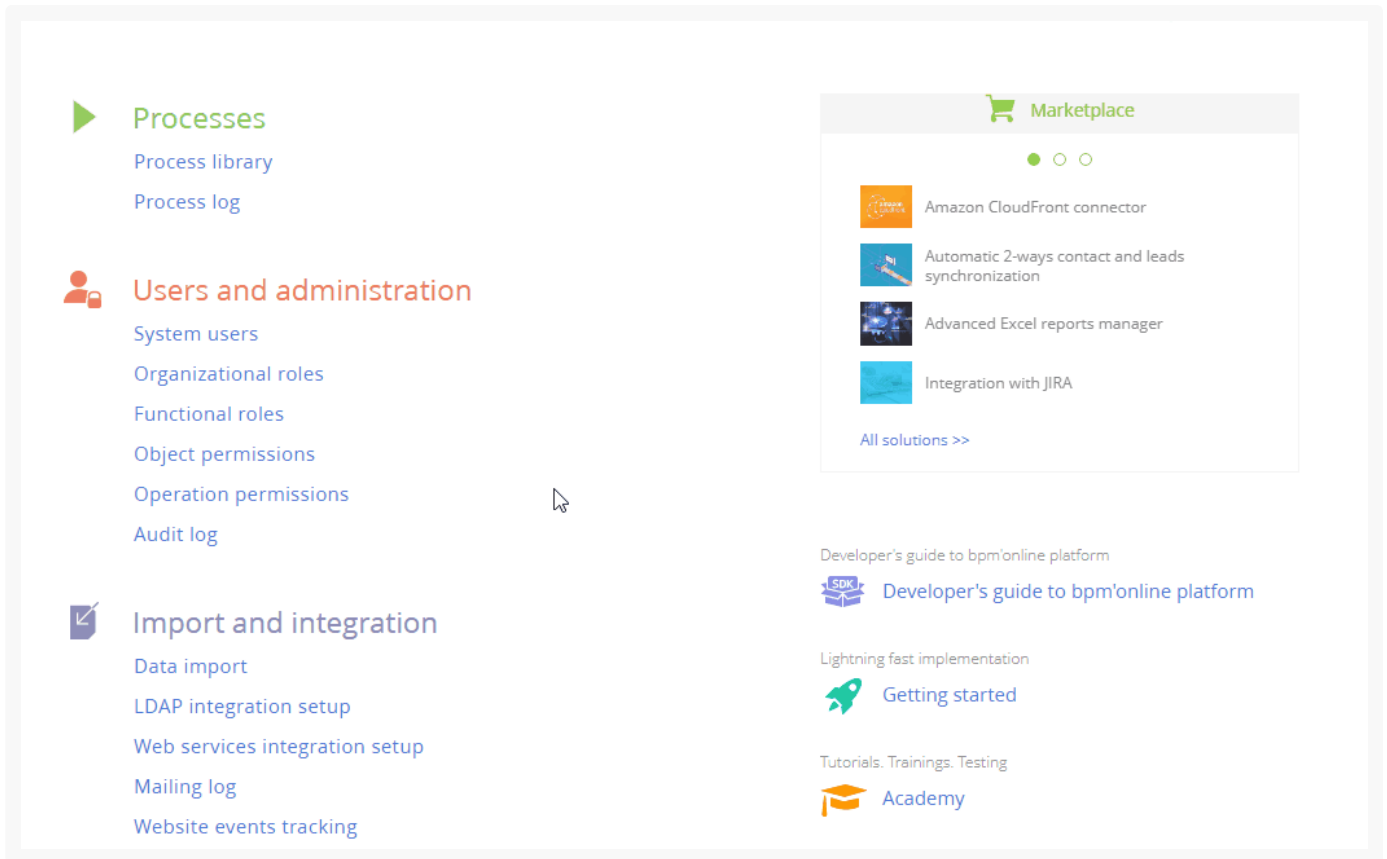 Processes
Process library
Process log
Users and administration
System users
Organizational roles
Functional roles
Object permissions
Operation permissions
Audit log
Import and integration
Data import
LDAP integration setup
Web services integration setup
Mailing log
Website events tracking
Marketplace
Amazon CloudFront connector
Automatic 2-ways contact and leads
synchronization
Advanced Excel reports manager
Integration with JIRA
All solutions >>
Developer's guide to bpm'online platform
SDK
Developer's guide to bpm'online platform
Lightning fast implementation
Getting started
Tutorials. Trainings. Testing
Academy